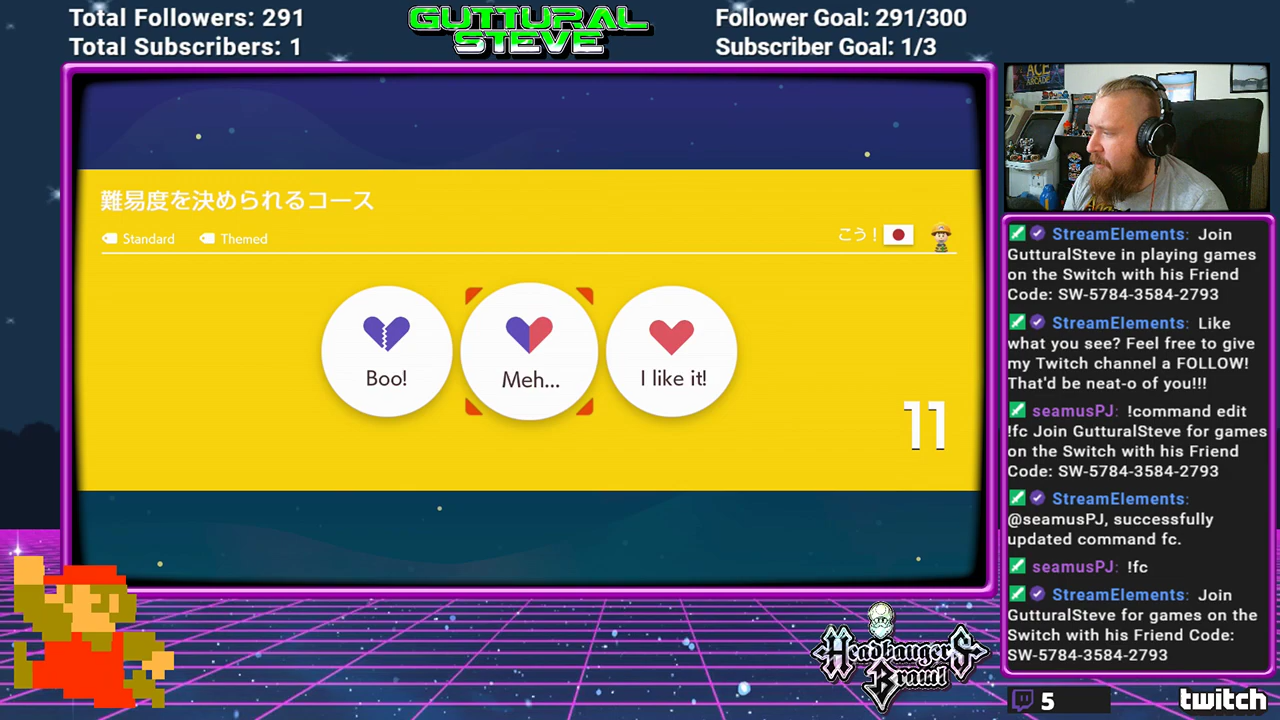 Total Followers: 291
Total Subscribers: 1
GUTTURAL
STEVE
Follower Goal: 291/300
Subscriber Goal: 1/3
ACE
ARCADE
難易度を決められるコース
Standard
Themed
こう!
Boo!
Meh...
I like it!
11
StreamElements: Join
GutturalSteve in playing games
on the Switch with his Friend
Code: SW-5784-3584-2793
StreamElements: Like
what you see? Feel free to give
my Twitch channel a FOLLOW!
That'd be neat-o of you!!!
seamusPJ: !command edit
!fc Join GutturalSteve for games
on the Switch with his Friend
Code: SW-5784-3584-2793
StreamElements:
@seamusPJ, successfully
updated command fc.
seamusPJ: !fc
StreamElements: Join
GutturalSteve for games on the
Switch with his Friend Code:
SW-5784-3584-2793
Headbangers
Brawl
5
twitch